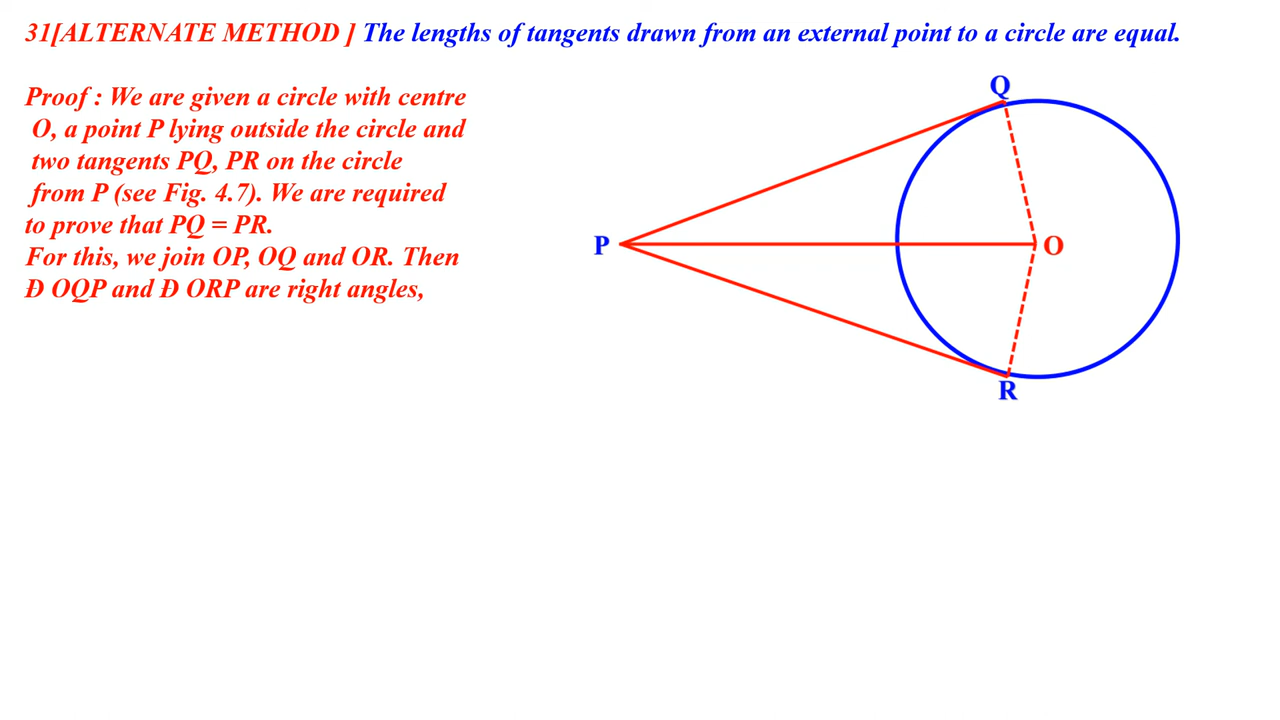 31[ALTERNATE METHOD ] The lengths of tangents drawn from an external point to a circle are equal.
Proof : We are given a circle with centre
O, a point P lying outside the circle and
two tangents PQ, PR on the circle
from P (see Fig. 4.7). We are required
to prove that PQ = PR.
For this, we join OP, OQ and OR. Then
Đ OQP and Đ ORP are right angles,
Q
P
O
R